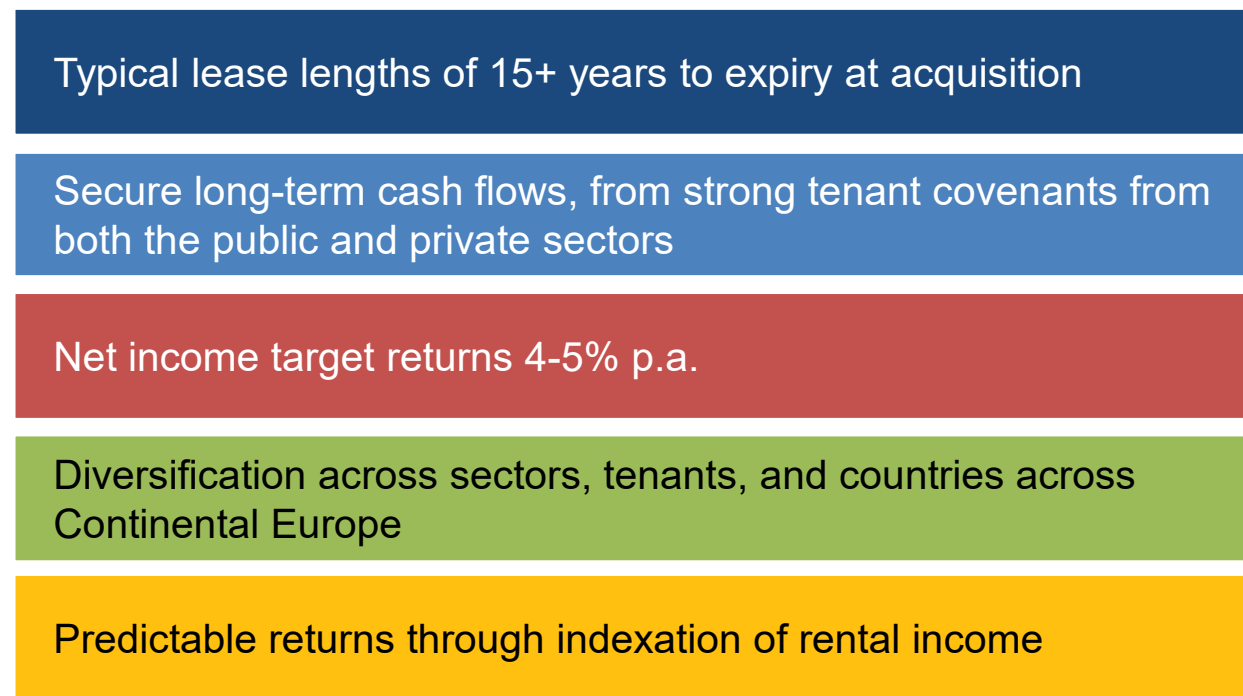 Typical lease lengths of 15+ years to expiry at acquisition
Secure long-term cash flows, from strong tenant covenants from
both the public and private sectors
Net income target returns 4-5% p.a.
Diversification across sectors, tenants, and countries across
Continental Europe
Predictable returns through indexation of rental income